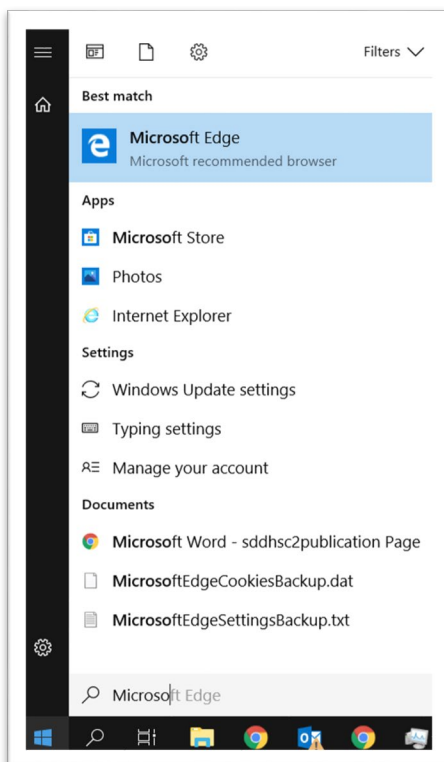 Filters
Best match
Microsoft Edge
Microsoft recommended browser
Apps
Microsoft Store
Photos
Internet Explorer
Settings
Windows Update settings
Typing settings
Manage your account
Documents
Microsoft Word - sddhsc2publication Page
MicrosoftEdgeCookiesBackup.dat
MicrosoftEdgeSettingsBackup.txt
Microsoft Edge